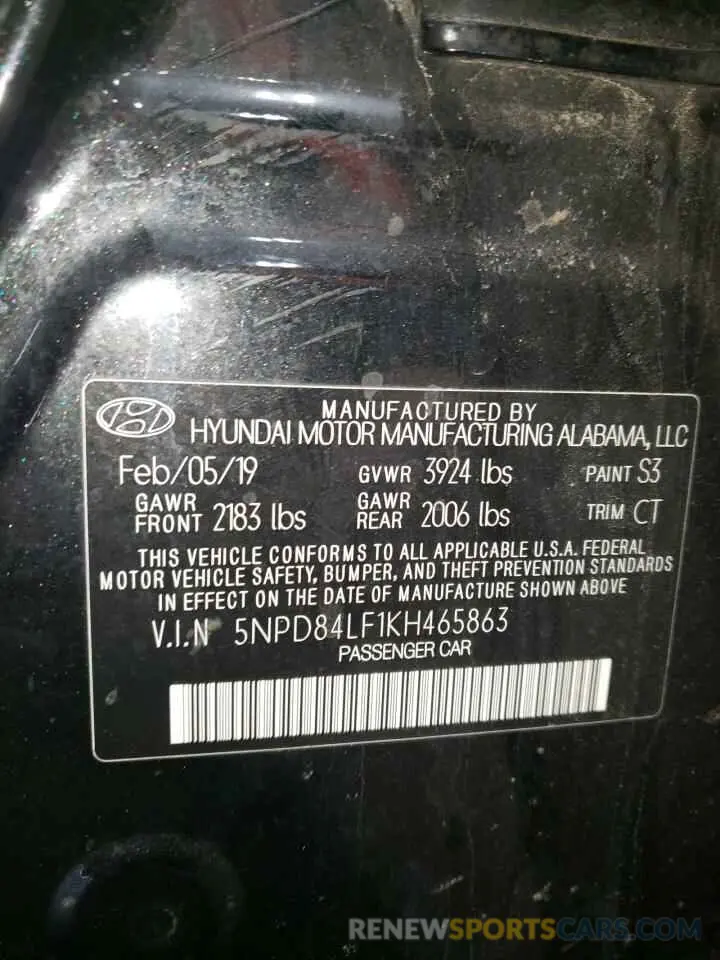 MANUFACTURED BY
HYUNDAI MOTOR MANUFACTURING ALABAMA, LLC
Feb/05/19 GVWR 3924 lbs PAINT S3
GAWR FRONT 2183 lbs GAWR REAR 2006 lbs TRIM CT
THIS VEHICLE CONFORMS TO ALL APPLICABLE U.S.A. FEDERAL
MOTOR VEHICLE SAFETY, BUMPER, AND THEFT PREVENTION STANDARDS
IN EFFECT ON THE DATE OF MANUFACTURE SHOWN ABOVE
V.I.N 5NPD84LF1KH465863
PASSENGER CAR
RENEWSPORTSCARS.COM